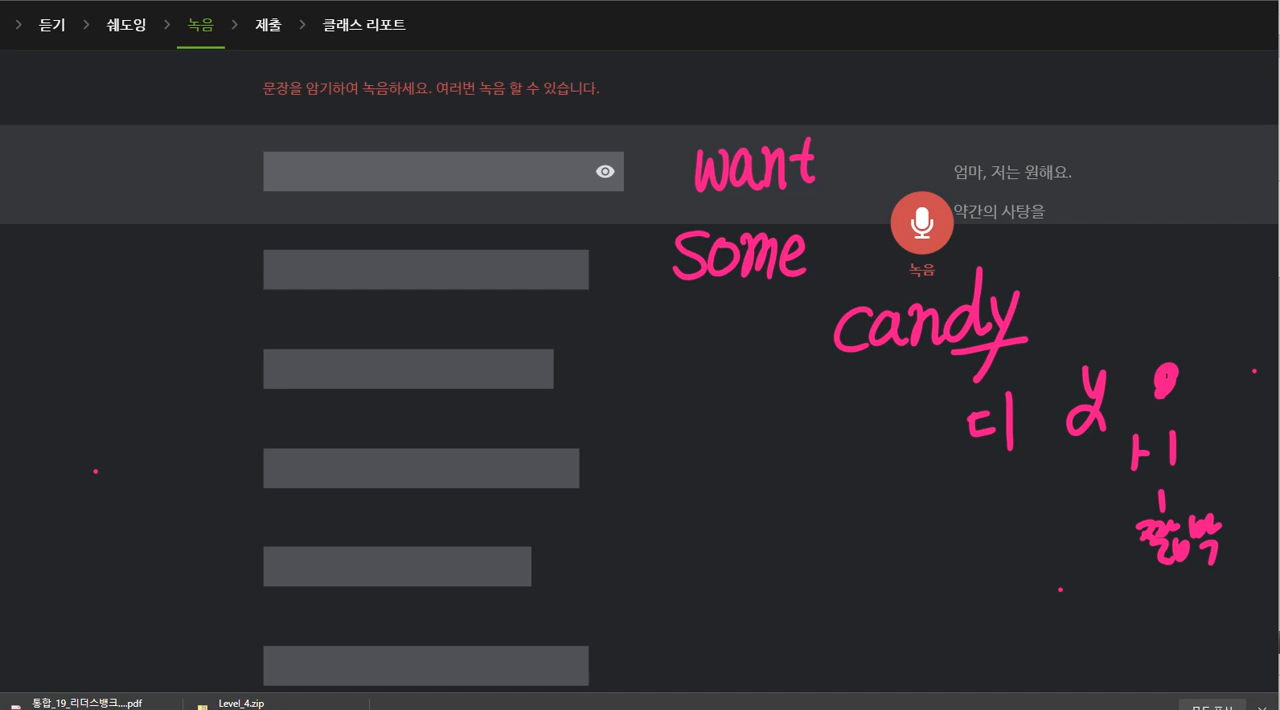 듣기 쉐도잉 녹음 제출 클래스 리포트
문장을 암기하여 녹음하세요. 여러번 녹음 할 수 있습니다.
want
엄마, 저는 원해요.
약간의 사탕을
some
녹음
candy
디
통합_19_리더스뱅크....pdf
Level_4.zip